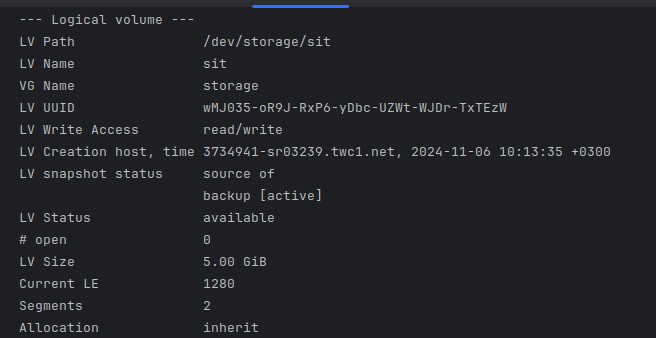 --- Logical volume ---
LV Path                /dev/storage/sit
LV Name                sit
VG Name                storage
LV UUID                wMJ035-oR9J-RxP6-yDbc-UZWt-WJDr-TxTEzW
LV Write Access        read/write
LV Creation host, time 3734941-sr03239.twc1.net, 2024-11-06 10:13:35 +0300
LV snapshot status     source of
                       backup [active]
LV Status              available
# open                 0
LV Size                5.00 GiB
Current LE             1280
Segments               2
Allocation             inherit